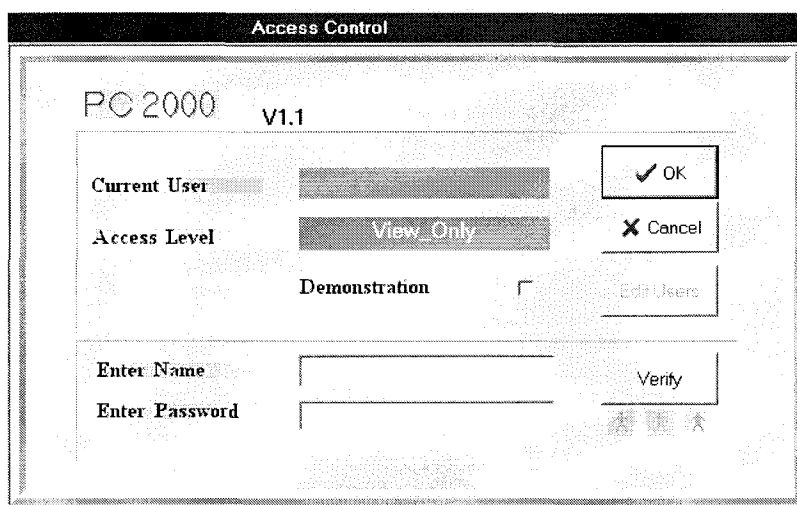 Access Control
PC 2000 V1.1
Current User
OK
Access Level View_Only
Cancel
Demonstration
Edit Users
Enter Name
Verify
Enter Password